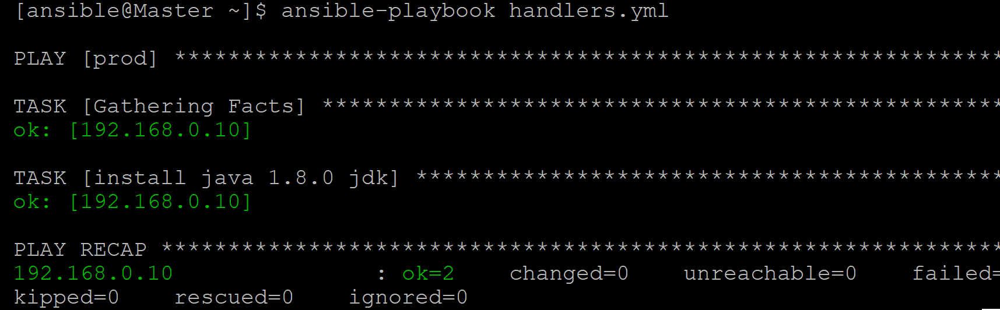 [ansible@Master ~]$ ansible-playbook handlers.yml
PLAY [prod] *************************************************************
TASK [Gathering Facts] **************************************************
ok: [192.168.0.10]
TASK [install java 1.8.0 jdk] *******************************************
ok: [192.168.0.10]
PLAY RECAP **************************************************************
192.168.0.10 : ok=2 changed=0 unreachable=0 failed=
kipped=0 rescued=0 ignored=0